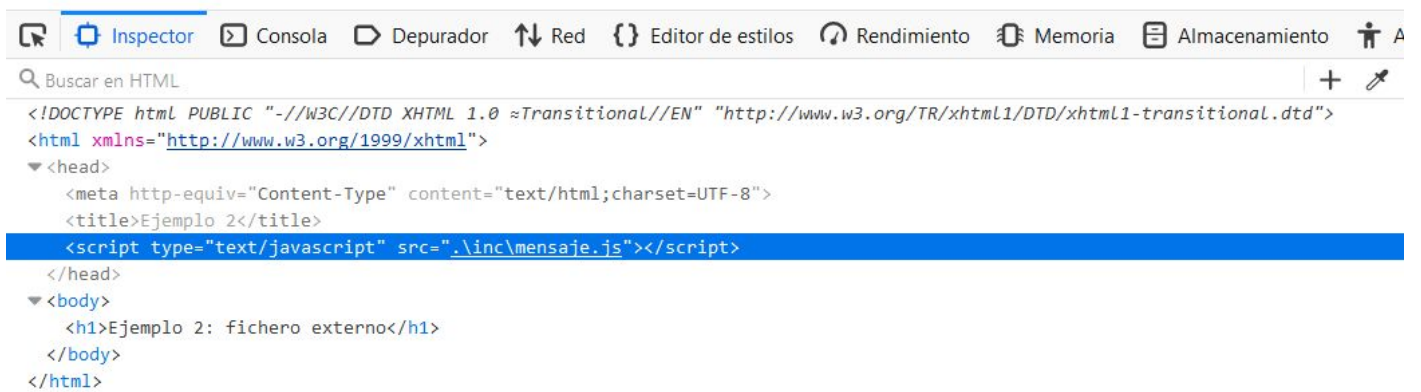 Inspector Consola Depurador Red Editor de estilos Rendimiento Memoria Almacenamiento A
Buscar en HTML
<!DOCTYPE html PUBLIC "-//W3C//DTD XHTML 1.0 ≈Transitional//EN" "http://www.w3.org/TR/xhtml1/DTD/xhtml1-transitional.dtd">
<html xmlns="http://www.w3.org/1999/xhtml">
<head>
<meta http-equiv="Content-Type" content="text/html;charset=UTF-8">
<title>Ejemplo 2</title>
<script type="text/javascript" src=".\inc\mensaje.js"></script>
</head>
<body>
<h1>Ejemplo 2: fichero externo</h1>
</body>
</html>